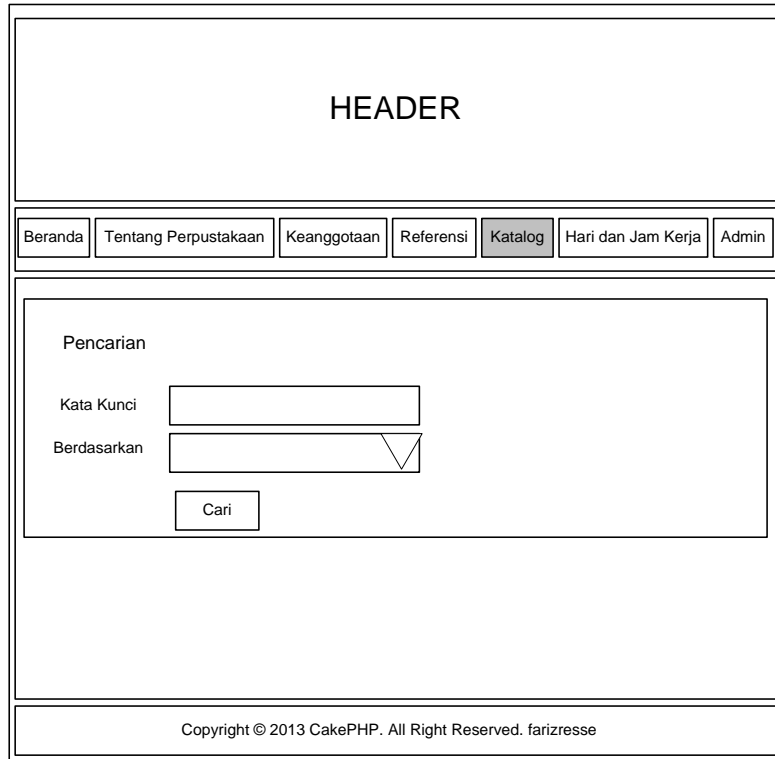 HEADER
Beranda Tentang Perpustakaan Keanggotaan Referensi Katalog Hari dan Jam Kerja Admin
Pencarian
Kata Kunci
Berdasarkan
Cari
Copyright © 2013 CakePHP. All Right Reserved. farizresse